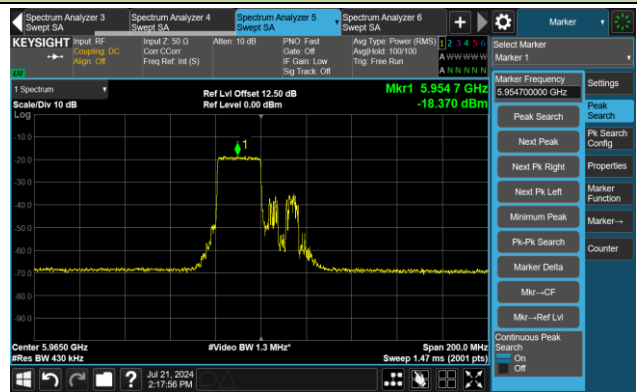 Spectrum Analyzer 3
Swept SA
Spectrum Analyzer 4
Swept SA
Spectrum Analyzer 5
Swept SA
Spectrum Analyzer 6
Swept SA
+
Marker
KEYSIGHT
Input: RF
Coupling: DC
Align: Off
Input Z: 50 Ω
Corr CCorr
Freq Ref: Int (S)
Atten: 10 dB
PNO: Fast
Gate: Off
IF Gain: Low
Sig Track: Off
Avg Type: Power (RMS)
Avg|Hold: 100/100
Trig: Free Run
1 2 3 4 5 6
A W W W W W
A N N N N N
Select Marker
Marker 1
1 Spectrum
Scale/Div 10 dB
Log
Ref Lvl Offset 12.50 dB
Ref Level 0.00 dBm
Mkr1 5.954 7 GHz
-18.370 dBm
-10.0
-20.0
-30.0
-40.0
-50.0
-60.0
-70.0
-80.0
-90.0
1
Center 5.9650 GHz
#Res BW 430 kHz
#Video BW 1.3 MHz*
Span 200.0 MHz
Sweep 1.47 ms (2001 pts)
Marker Frequency
5.954700000 GHz
Peak Search
Next Peak
Next Pk Right
Next Pk Left
Minimum Peak
Pk-Pk Search
Marker Delta
Mkr→CF
Mkr→Ref Lvl
Continuous Peak
Search
On
Off
Settings
Peak
Search
Pk Search
Config
Properties
Marker
Function
Marker→
Counter
?
Jul 21, 2024
2:17:56 PM